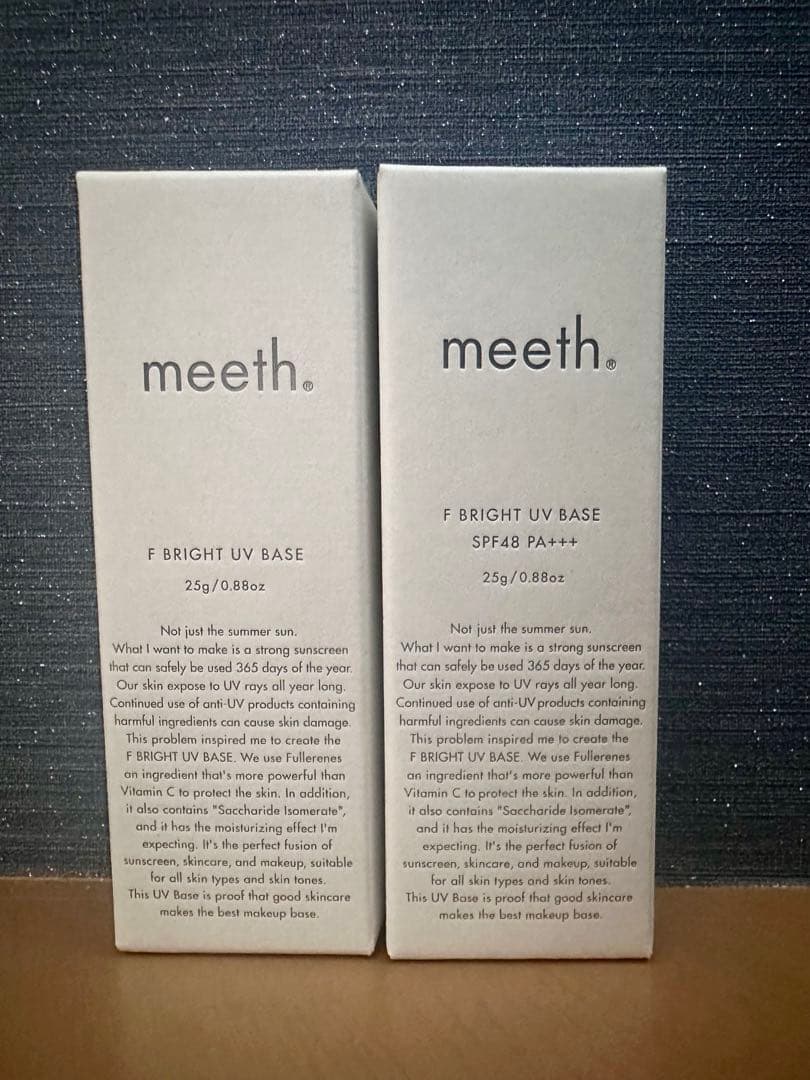 meeth®
F BRIGHT UV BASE
25g/0.88oz
Not just the summer sun.
What I want to make is a strong sunscreen
that can safely be used 365 days of the year.
Our skin expose to UV rays all year long.
Continued use of anti-UV products containing
harmful ingredients can cause skin damage.
This problem inspired me to create the
F BRIGHT UV BASE. We use Fullerenes
an ingredient that's more powerful than
Vitamin C to protect the skin. In addition,
it also contains "Saccharide Isomerate",
and it has the moisturizing effect I'm
expecting. It's the perfect fusion of
sunscreen, skincare, and makeup, suitable
for all skin types and skin tones.
This UV Base is proof that good skincare
makes the best makeup base.
meeth®
F BRIGHT UV BASE
SPF48 PA+++
25g/0.88oz
Not just the summer sun.
What I want to make is a strong sunscreen
that can safely be used 365 days of the year.
Our skin expose to UV rays all year long.
Continued use of anti-UV products containing
harmful ingredients can cause skin damage.
This problem inspired me to create the
F BRIGHT UV BASE. We use Fullerenes
an ingredient that's more powerful than
Vitamin C to protect the skin. In addition,
it also contains "Saccharide Isomerate",
and it has the moisturizing effect I'm
expecting. It's the perfect fusion of
sunscreen, skincare, and makeup, suitable
for all skin types and skin tones.
This UV Base is proof that good skincare
makes the best makeup base.